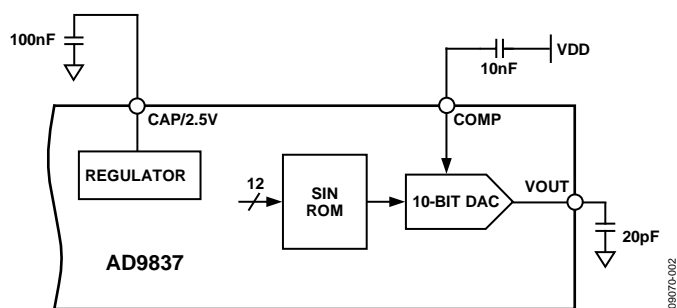 100nF
10nF
VDD
CAP/2.5V
COMP
REGULATOR
12
SIN
ROM
10-BIT DAC
VOUT
20pF
AD9837
09070-002